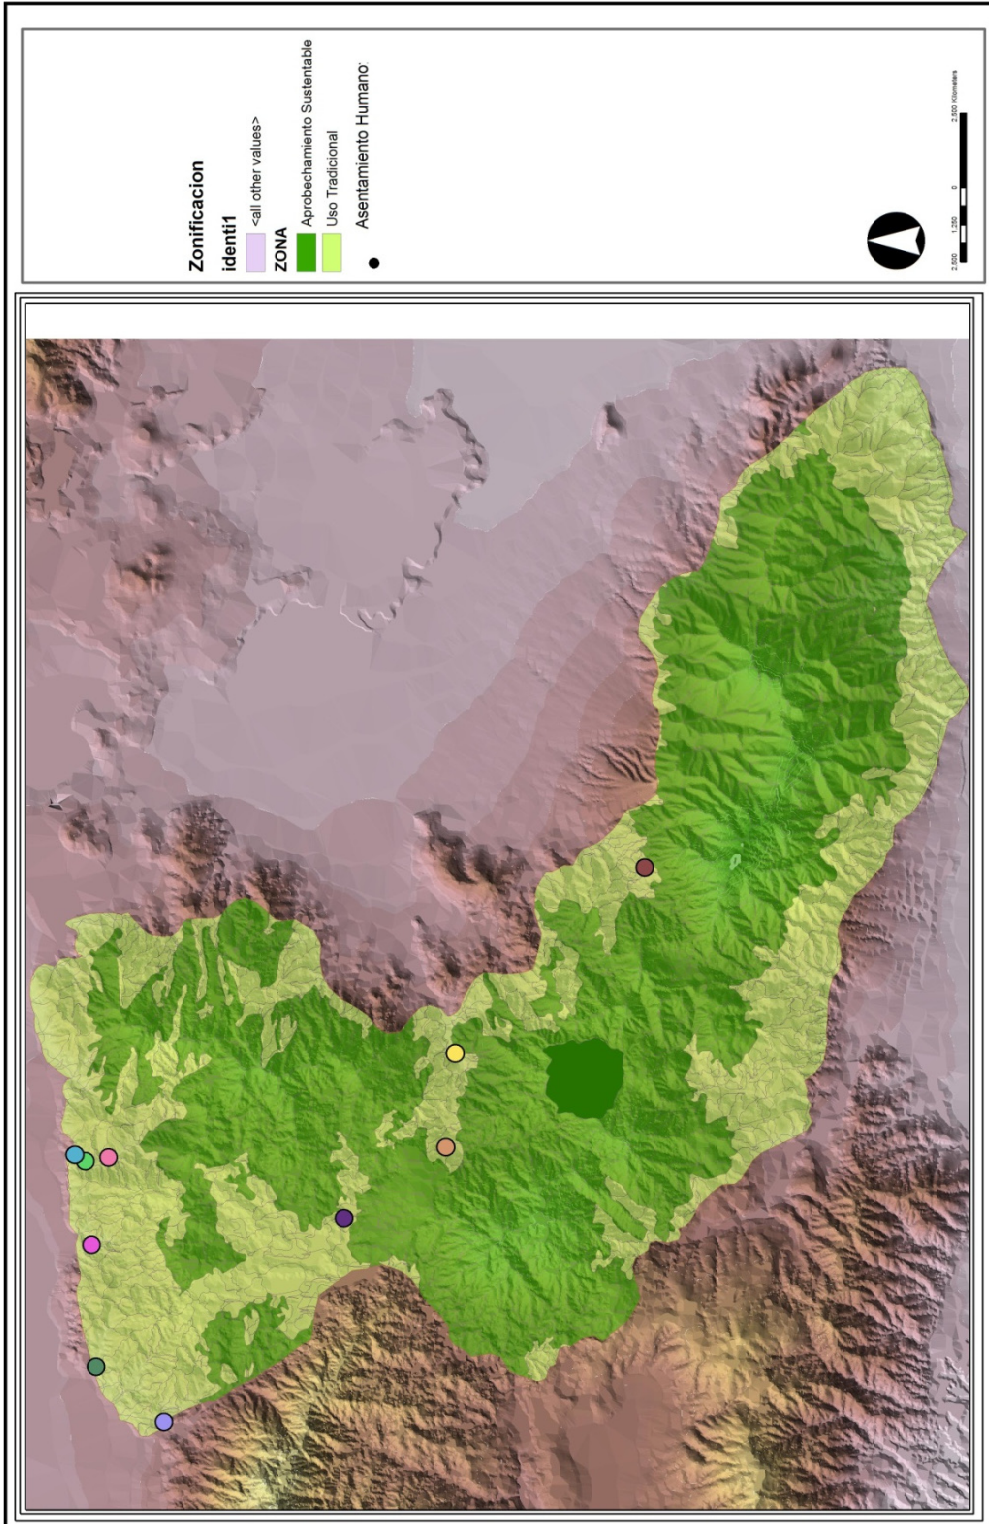 Zonificacion
identi1
<all other values>
ZONA
Aprobechamiento Sustentable
Uso Tradicional
Asentamiento Humano:
2,500 1,250 0 2,500 Kilometers